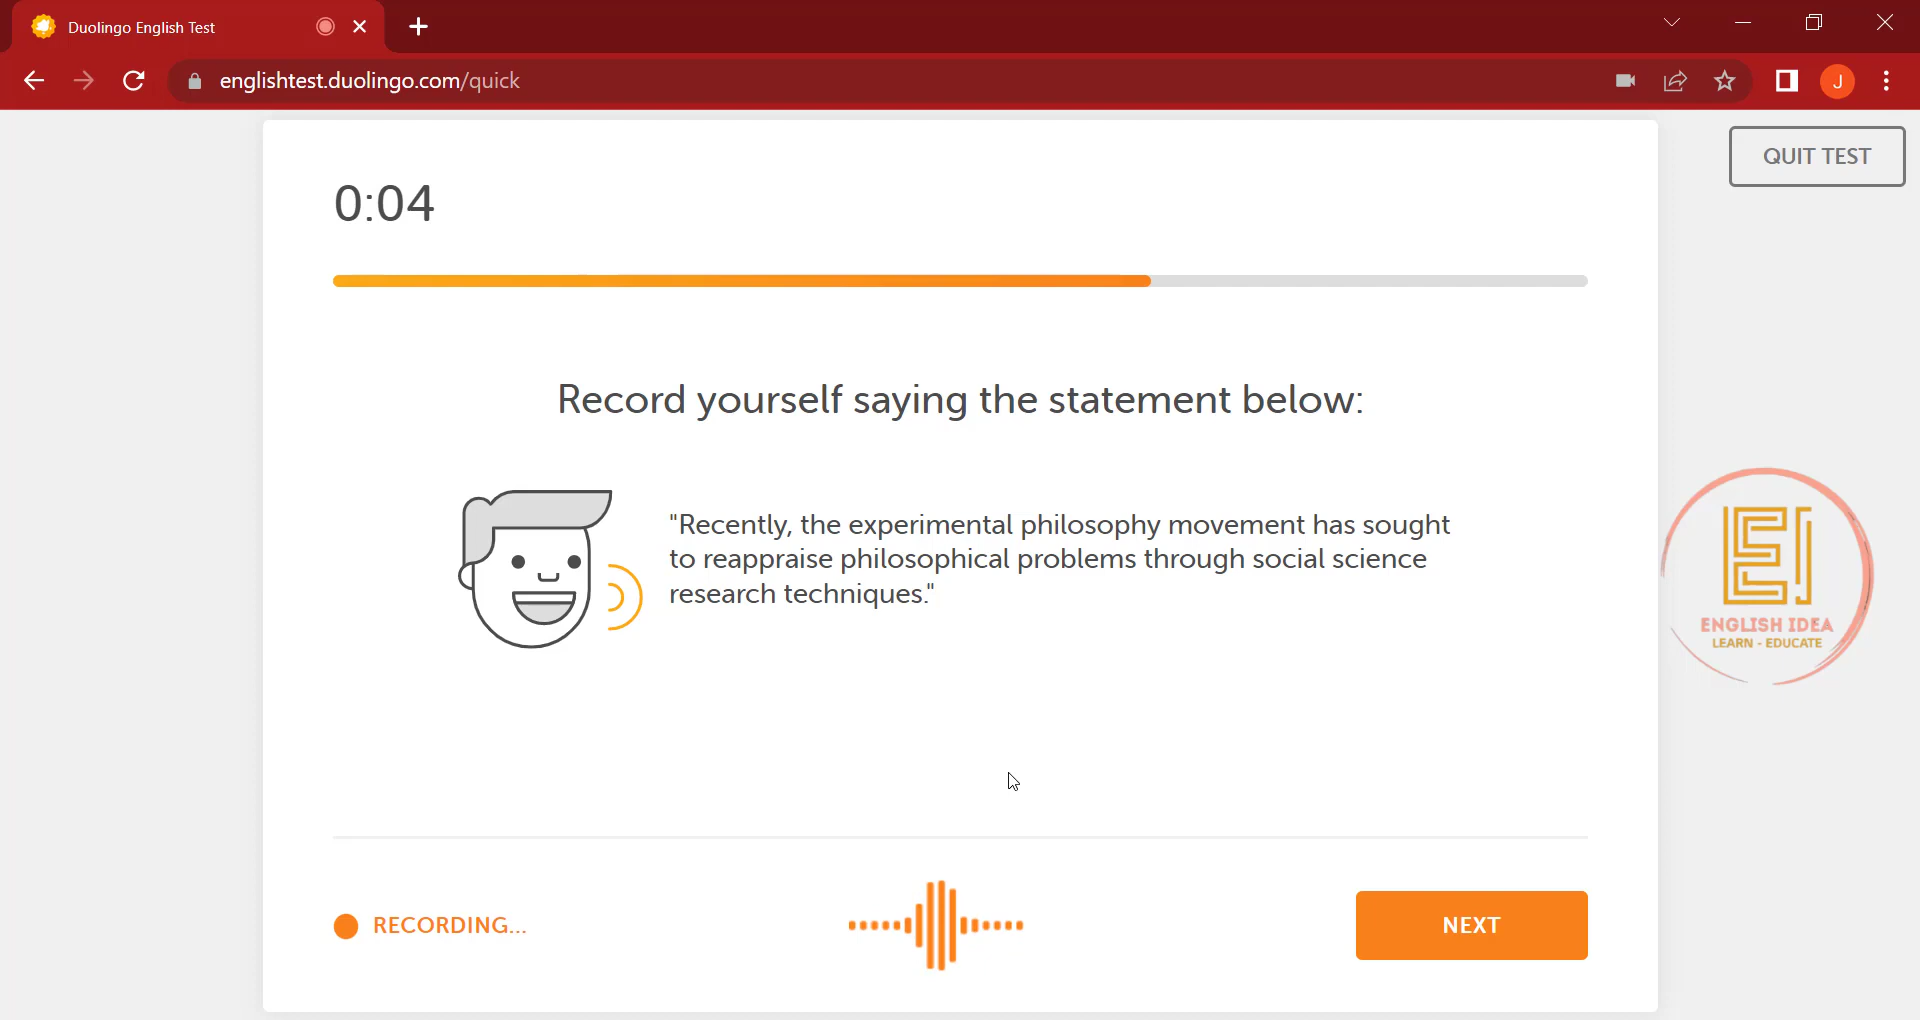 Duolingo English Test
englishtest.duolingo.com/quick
J
QUIT TEST
0:04
Record yourself saying the statement below:
"Recently, the experimental philosophy movement has sought
to reappraise philosophical problems through social science
research techniques."
EI
ENGLISH IDEA
LEARN - EDUCATE
RECORDING...
NEXT